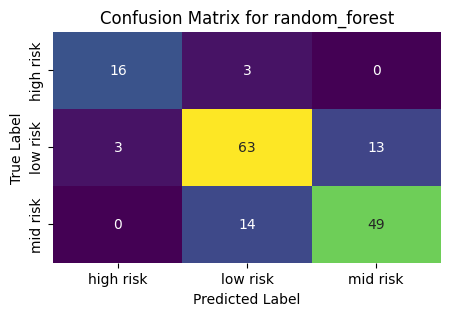 Confusion Matrix for random_forest
True Label
high risk
16 3 0
low risk
3 63 13
mid risk
0 14 49
high risk low risk mid risk
Predicted Label